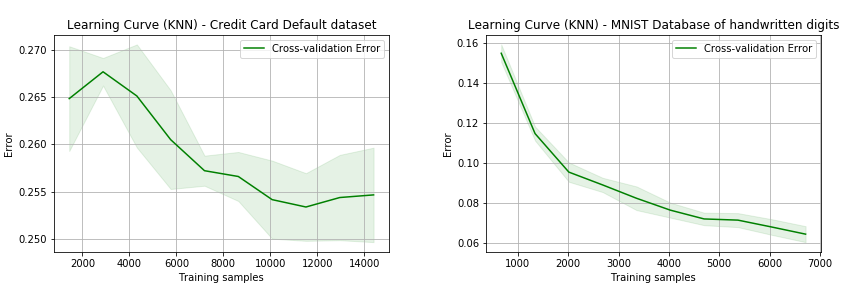 Learning Curve (KNN) - Credit Card Default dataset
Cross-validation Error
0.270
0.265
0.260
0.255
0.250
Error
2000 4000 6000 8000 10000 12000 14000
Training samples
Learning Curve (KNN) - MNIST Database of handwritten digits
Cross-validation Error
0.16
0.14
0.12
0.10
0.08
0.06
Error
1000 2000 3000 4000 5000 6000 7000
Training samples